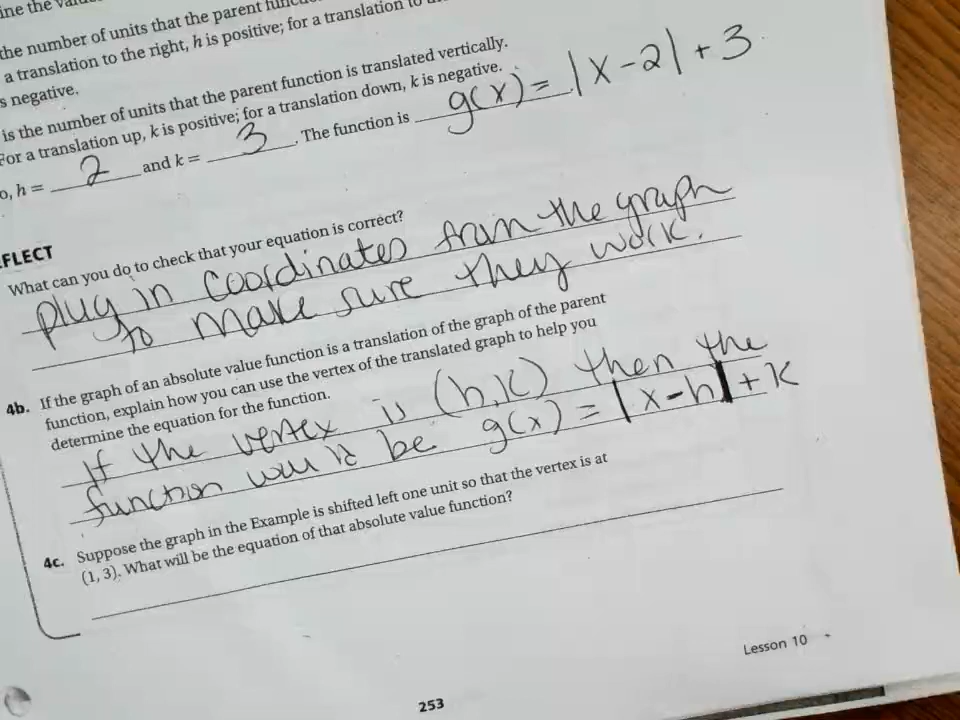 the number of units that the parent
a translation to the right, h is positive; for a translation to
s negative.
is the number of units that the parent function is translated vertically.
For a translation up, k is positive; for a translation down, k is negative.
o, h = 2 and k = 3. The function is g(x) = |x-2| + 3
EFLECT
What can you do to check that your equation is correct?
plug in coordinates from the graph
to make sure they work.
4b. If the graph of an absolute value function is a translation of the graph of the parent
function, explain how you can use the vertex of the translated graph to help you
determine the equation for the function.
If the vertex is (h,k) then the
function would be g(x) = |x-h| + k
4c. Suppose the graph in the Example is shifted left one unit so that the vertex is at
(1, 3). What will be the equation of that absolute value function?
Lesson 10
253